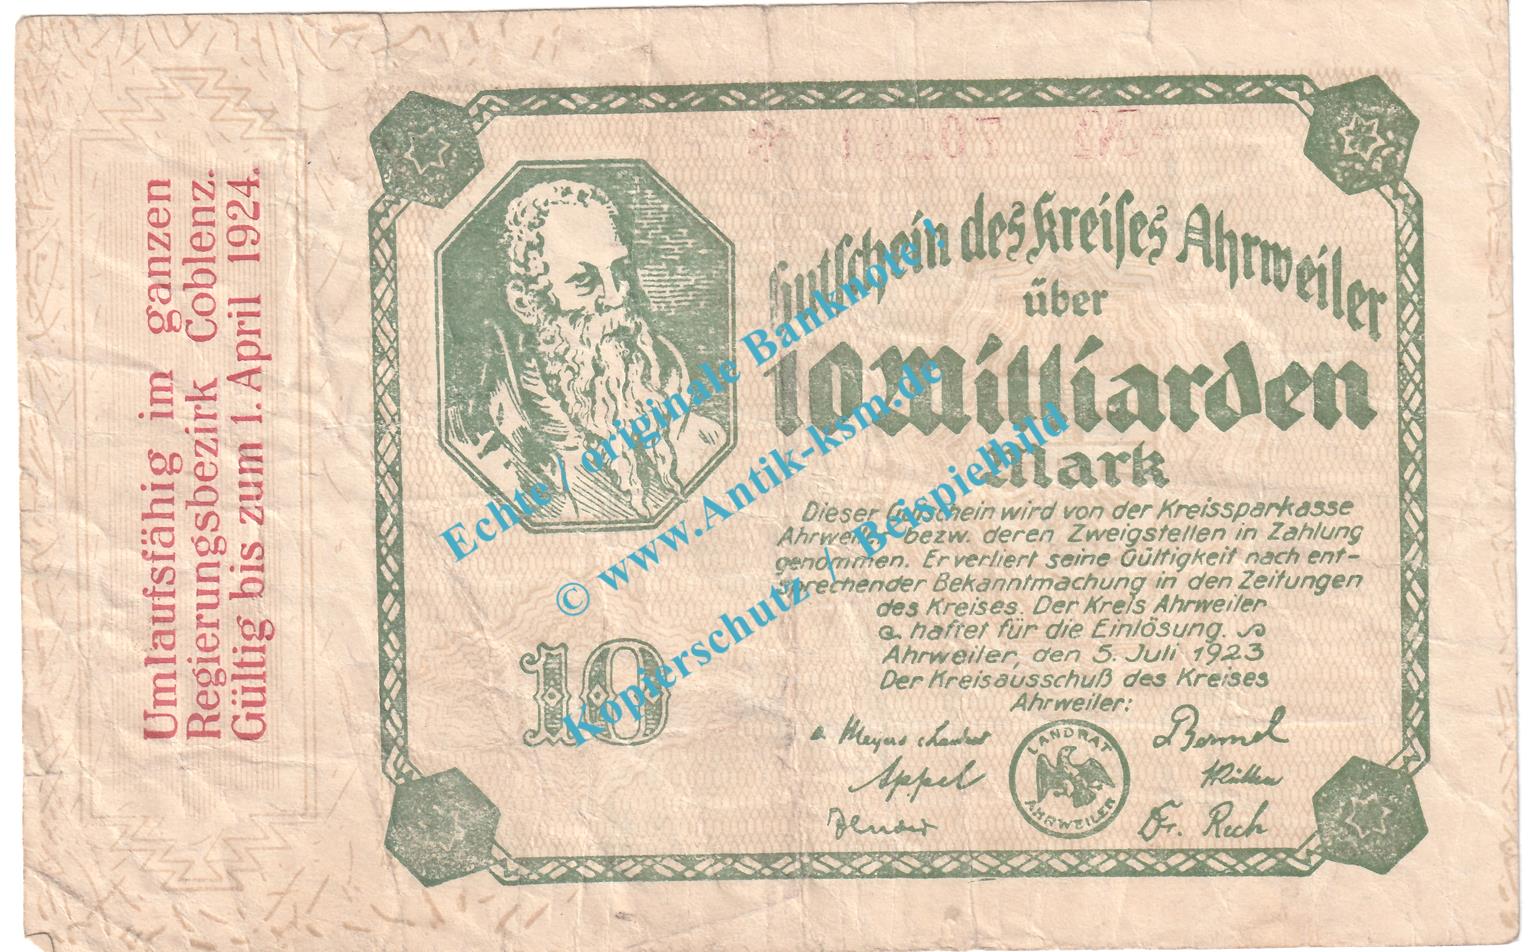 Umlaufsfähig im ganzen
Regierungsbezirk Coblenz.
Gültig bis zum 1. April 1924.
Gutschein des Kreises Ahrweiler
über
10 Milliarden
Mark
Dieser Gutschein wird von der Kreissparkasse
Ahrweiler bezw. deren Zweigstellen in Zahlung
genommen. Er verliert seine Gültigkeit nach ent-
sprechender Bekanntmachung in den Zeitungen
des Kreises. Der Kreis Ahrweiler
haftet für die Einlösung.
Ahrweiler, den 5. Juli 1923
Der Kreisausschuß des Kreises
Ahrweiler:
Appel
Dr. Rech
LANDRAT
AHRWEILER
10
Echte / originale Banknote !
© www.Antik-ksm.de
Kopierschutz / Beispielbild